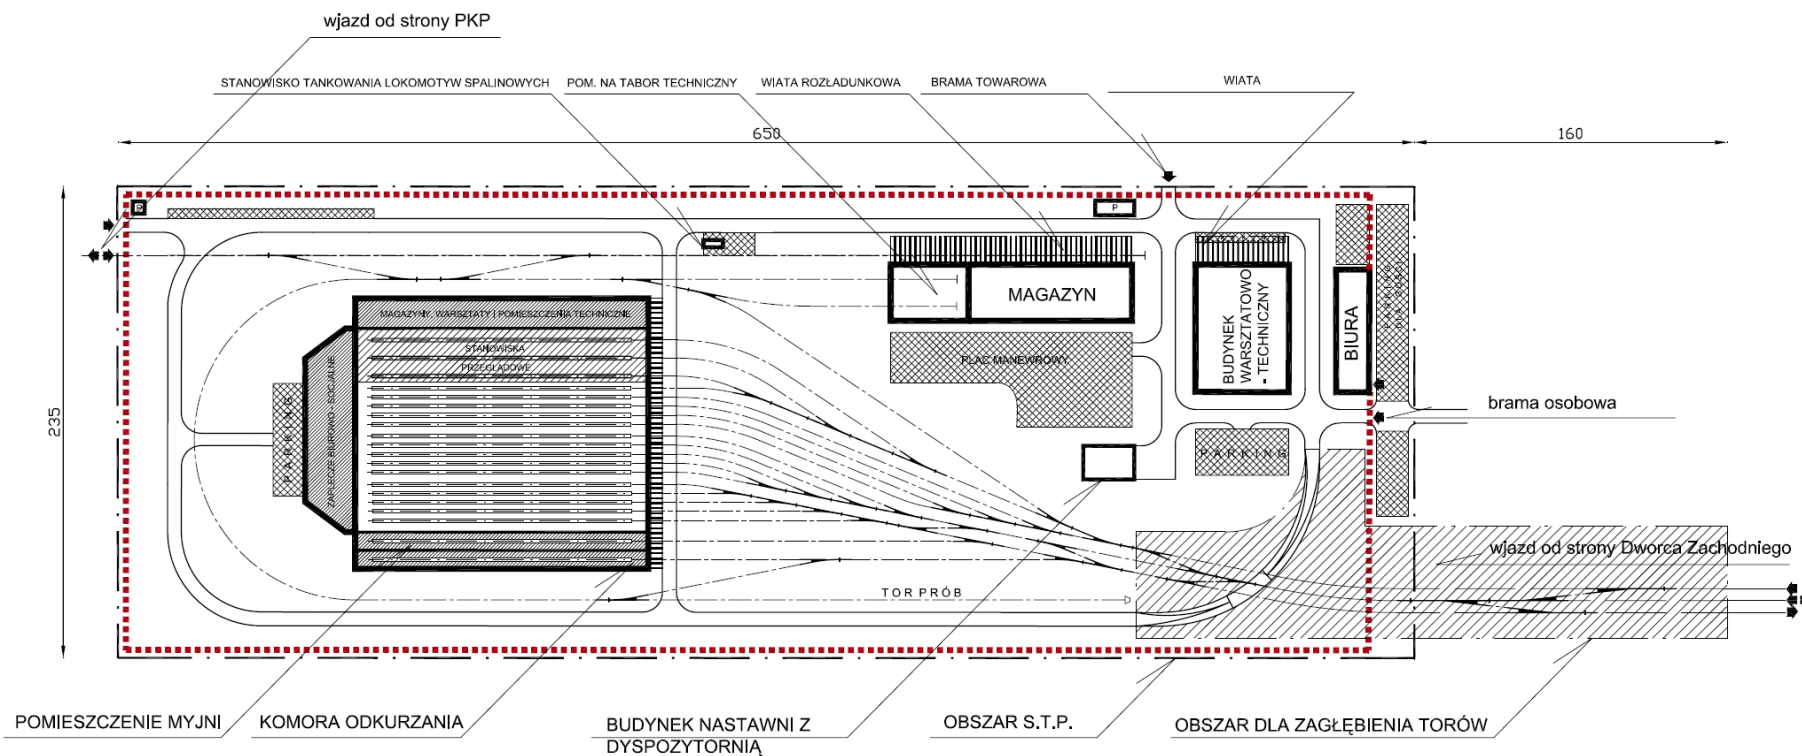 wjazd od strony PKP
STANOWISKO TANKOWANIA LOKOMOTYW SPALINOWYCH
POM. NA TABOR TECHNICZNY
WIATA ROZŁADUNKOWA
BRAMA TOWAROWA
WIATA
650
160
P
P
MAGAZYN
BUDYNEK
WARSZTATOWO
- TECHNICZNY
BIURA
PARKING
MAGAZYNY, WARSZTATY I POMIESZCZENIA TECHNICZNE
STANOWISKA
PRZEGLĄDOWE
PLAC MANEWROWY
ZAPLECZE BIUROWO - SOCJALNE
PARKING
235
brama osobowa
PARKING
wjazd od strony Dworca Zachodniego
TOR PRÓB
POMIESZCZENIE MYJNI
KOMORA ODKURZANIA
BUDYNEK NASTAWNI Z
DYSPOZYTORNIĄ
OBSZAR S.T.P.
OBSZAR DLA ZAGŁĘBIENIA TORÓW